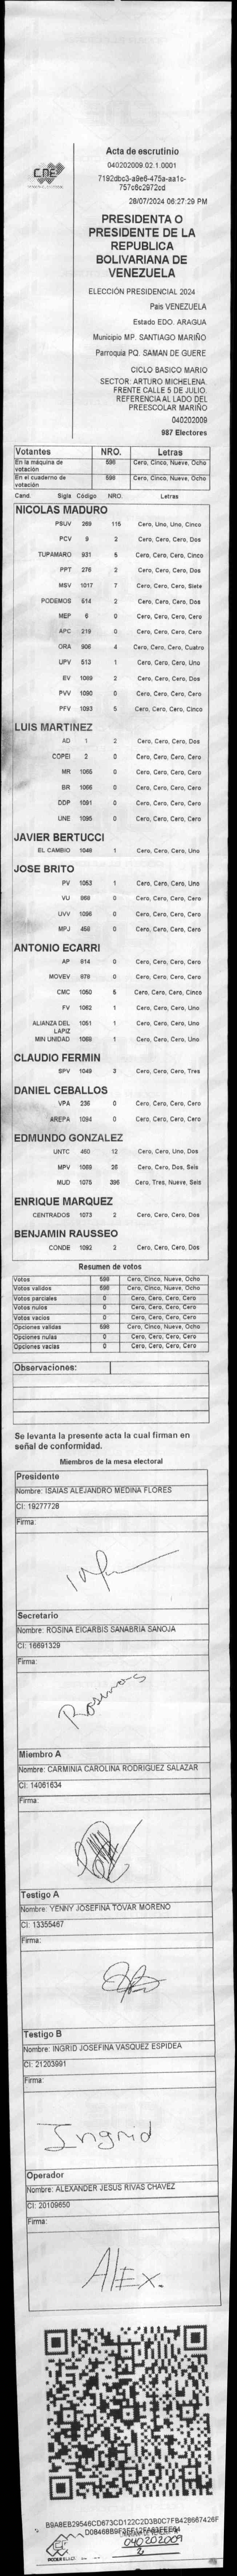 CNE
Acta de escrutinio
040202009.02.1.0001
7192dbc3-a9e6-475a-aa1c-
757c6c2972cd
28/07/2024 06:27:29 PM
PRESIDENTA O
PRESIDENTE DE LA
REPUBLICA
BOLIVARIANA DE
VENEZUELA
ELECCIÓN PRESIDENCIAL 2024
País VENEZUELA
Estado EDO. ARAGUA
Municipio MP. SANTIAGO MARIÑO
Parroquia PQ. SAMAN DE GUERE
CICLO BASICO MARIO
SECTOR: ARTURO MICHELENA.
FRENTE CALLE 5 DE JULIO.
REFERENCIA AL LADO DEL
PREESCOLAR MARIÑO
040202009
987 Electores
Votantes NRO. Letras
En la máquina de votación 598 Cero, Cinco, Nueve, Ocho
En el cuaderno de votación 598 Cero, Cinco, Nueve, Ocho
Cand. Sigla Código NRO. Letras
NICOLAS MADURO
PSUV 269 115 Cero, Uno, Uno, Cinco
PCV 9 2 Cero, Cero, Cero, Dos
TUPAMARO 931 5 Cero, Cero, Cero, Cinco
PPT 276 2 Cero, Cero, Cero, Dos
MSV 1017 7 Cero, Cero, Cero, Siete
PODEMOS 514 2 Cero, Cero, Cero, Dos
MEP 6 0 Cero, Cero, Cero, Cero
APC 219 0 Cero, Cero, Cero, Cero
ORA 906 4 Cero, Cero, Cero, Cuatro
UPV 513 1 Cero, Cero, Cero, Uno
EV 1089 2 Cero, Cero, Cero, Dos
PVV 1090 0 Cero, Cero, Cero, Cero
PFV 1093 5 Cero, Cero, Cero, Cinco
LUIS MARTINEZ
AD 1 2 Cero, Cero, Cero, Dos
COPEI 2 0 Cero, Cero, Cero, Cero
MR 1065 0 Cero, Cero, Cero, Cero
BR 1066 0 Cero, Cero, Cero, Cero
DDP 1091 0 Cero, Cero, Cero, Cero
UNE 1095 0 Cero, Cero, Cero, Cero
JAVIER BERTUCCI
EL CAMBIO 1046 1 Cero, Cero, Cero, Uno
JOSE BRITO
PV 1053 1 Cero, Cero, Cero, Uno
VU 868 0 Cero, Cero, Cero, Cero
UVV 1096 0 Cero, Cero, Cero, Cero
MPJ 456 0 Cero, Cero, Cero, Cero
ANTONIO ECARRI
AP 814 0 Cero, Cero, Cero, Cero
MOVEV 878 0 Cero, Cero, Cero, Cero
CMC 1050 5 Cero, Cero, Cero, Cinco
FV 1062 1 Cero, Cero, Cero, Uno
ALIANZA DEL LAPIZ 1051 1 Cero, Cero, Cero, Uno
MIN UNIDAD 1068 1 Cero, Cero, Cero, Uno
CLAUDIO FERMIN
SPV 1049 3 Cero, Cero, Cero, Tres
DANIEL CEBALLOS
VPA 236 0 Cero, Cero, Cero, Cero
AREPA 1094 0 Cero, Cero, Cero, Cero
EDMUNDO GONZALEZ
UNTC 460 12 Cero, Cero, Uno, Dos
MPV 1069 26 Cero, Cero, Dos, Seis
MUD 1075 396 Cero, Tres, Nueve, Seis
ENRIQUE MARQUEZ
CENTRADOS 1073 2 Cero, Cero, Cero, Dos
BENJAMIN RAUSSEO
CONDE 1092 2 Cero, Cero, Cero, Dos
Resumen de votos
Votos 598 Cero, Cinco, Nueve, Ocho
Votos validos 598 Cero, Cinco, Nueve, Ocho
Votos parciales 0 Cero, Cero, Cero, Cero
Votos nulos 0 Cero, Cero, Cero, Cero
Votos vacios 0 Cero, Cero, Cero, Cero
Opciones validas 598 Cero, Cinco, Nueve, Ocho
Opciones nulas 0 Cero, Cero, Cero, Cero
Opciones vacias 0 Cero, Cero, Cero, Cero
Observaciones:
Se levanta la presente acta la cual firman en
señal de conformidad.
Miembros de la mesa electoral
Presidente
Nombre: ISAIAS ALEJANDRO MEDINA FLORES
CI: 19277728
Firma:
Secretario
Nombre: ROSINA EICARBIS SANABRIA SANOJA
CI: 16691329
Firma:
Rosina S
Miembro A
Nombre: CARMINIA CAROLINA RODRIGUEZ SALAZAR
CI: 14061634
Firma:
Testigo A
Nombre: YENNY JOSEFINA TOVAR MORENO
CI: 13355467
Firma:
Testigo B
Nombre: INGRID JOSEFINA VASQUEZ ESPIDEA
CI: 21203991
Firma:
Ingrid
Operador
Nombre: ALEXANDER JESUS RIVAS CHAVEZ
CI: 20109650
Firma:
Alex.
B9A8EB29546CD673CD122C2D3B0C7FB428667426F
040202009
2